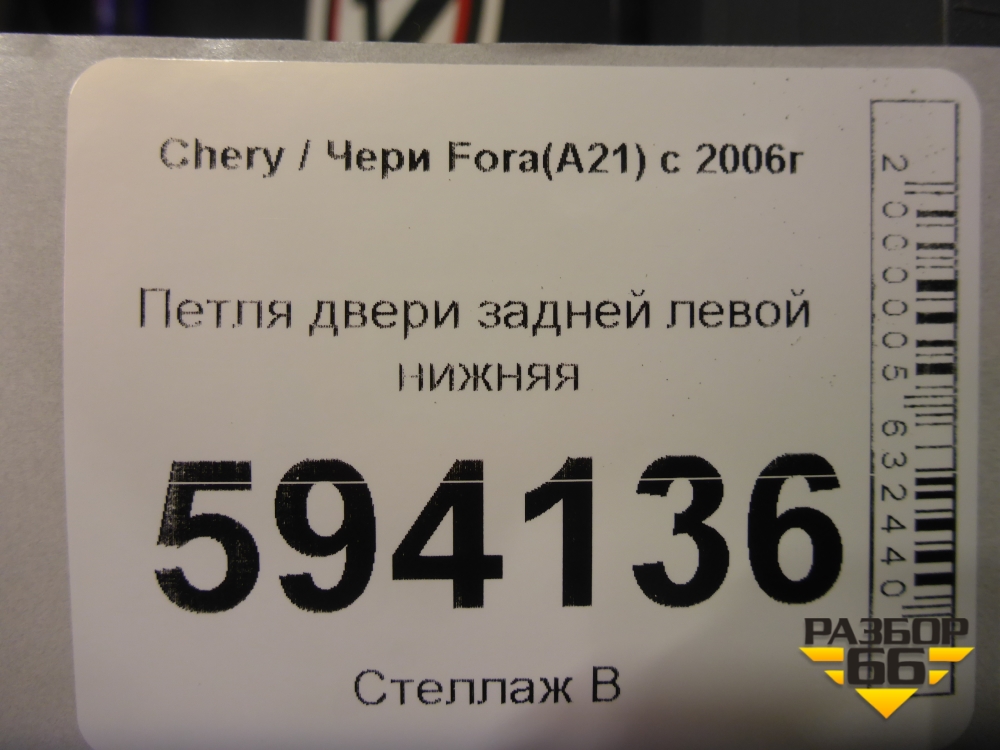 Chery / Чери Fora(A21) с 2006г
Петля двери задней левой
нижняя
594136
Стеллаж В
2000005632440
РАЗБОР
66